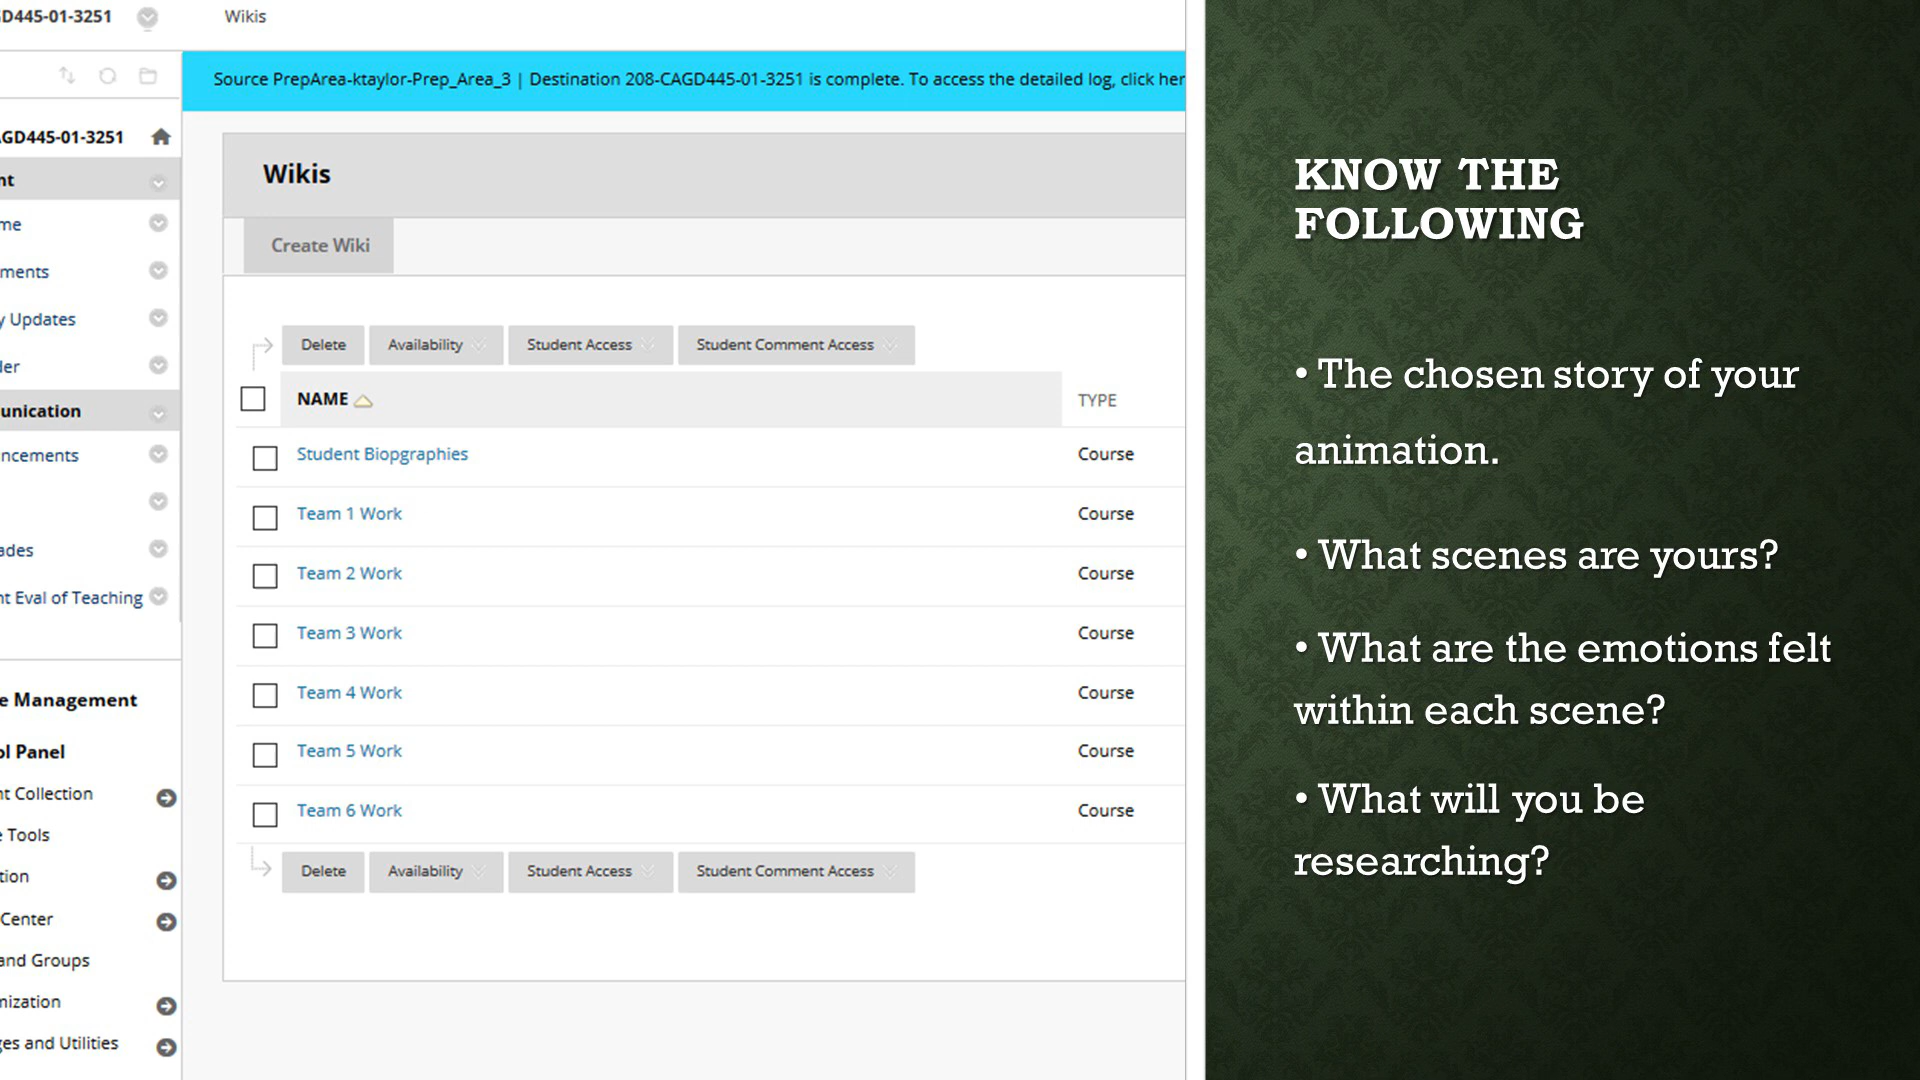 D445-01-3251
Wikis
Source PrepArea-ktaylor-Prep_Area_3 | Destination 208-CAGD445-01-3251 is complete. To access the detailed log, click her
GD445-01-3251
nt
me
ments
y Updates
der
unication
ncements
ades
nt Eval of Teaching
e Management
ol Panel
nt Collection
e Tools
tion
Center
and Groups
mization
ges and Utilities
Wikis
Create Wiki
Delete Availability Student Access Student Comment Access
NAME TYPE
Student Biopgraphies Course
Team 1 Work Course
Team 2 Work Course
Team 3 Work Course
Team 4 Work Course
Team 5 Work Course
Team 6 Work Course
Delete Availability Student Access Student Comment Access
KNOW THE
FOLLOWING
• The chosen story of your
animation.
• What scenes are yours?
• What are the emotions felt
within each scene?
• What will you be
researching?